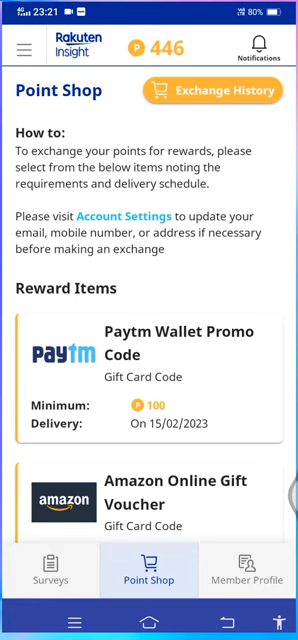 4G 23:21 80%
Rakuten
Insight
P 446
Notifications
Point Shop
Exchange History
How to:
To exchange your points for rewards, please
select from the below items noting the
requirements and delivery schedule.
Please visit Account Settings to update your
email, mobile number, or address if necessary
before making an exchange
Reward Items
paytm
Paytm Wallet Promo
Code
Gift Card Code
Minimum: P 100
Delivery: On 15/02/2023
amazon
Amazon Online Gift
Voucher
Gift Card Code
Surveys
Point Shop
Member Profile